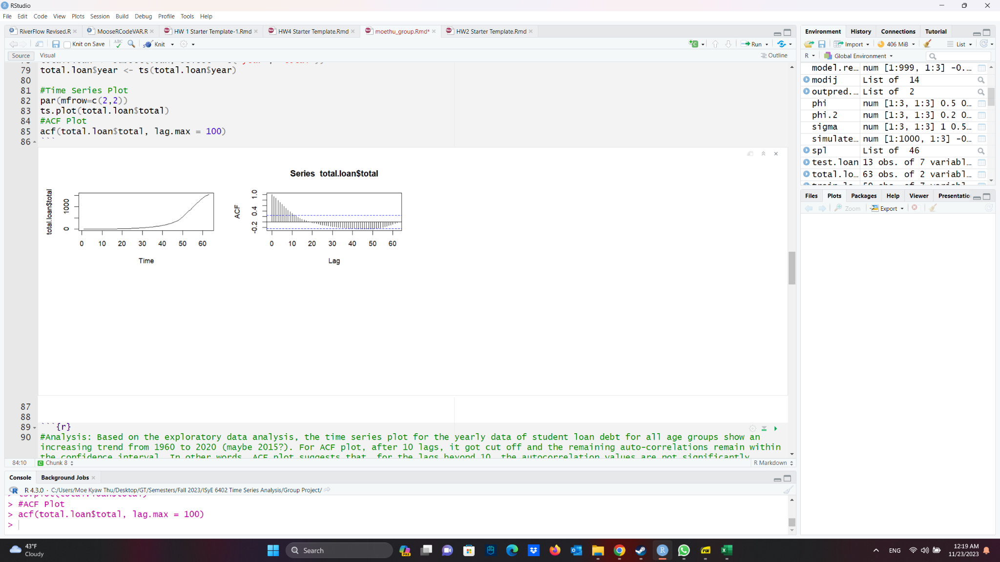 RStudio
File Edit Code View Plots Session Build Debug Profile Tools Help
RiverFlow Revised.R MooseRCodeVAR.R HW 1 Starter Template-1.Rmd HW4 Starter Template.Rmd moethu_group.Rmd* HW2 Starter Template.Rmd
Knit on Save ABC Knit Run
Source Visual Outline
79 total.loan$year <- ts(total.loan$year)
80
81 #Time Series Plot
82 par(mfrow=c(2,2))
83 ts.plot(total.loan$total)
84 #ACF Plot
85 acf(total.loan$total, lag.max = 100)
86 ```
Series total.loan$total
total.loan$total
0 1000
0 10 20 30 40 50 60
Time
ACF
-0.2 0.4 1.0
0 10 20 30 40 50 60
Lag
87
88
89 ```{r}
90 #Analysis: Based on the exploratory data analysis, the time series plot for the yearly data of student loan debt for all age groups show an
increasing trend from 1960 to 2020 (maybe 2015?). For ACF plot, after 10 lags, it got cut off and the remaining auto-correlations remain within
the confidence interval. In other words, ACF plot suggests that, for the lags beyond 10, the autocorrelation values are not significantly
84:10 Chunk 8 R Markdown
Console Background Jobs
R 4.3.0 · C:/Users/Moe Kyaw Thu/Desktop/GT/Semesters/Fall 2023/ISyE 6402 Time Series Analysis/Group Project/
> ts.plot(total.loan$total)
> #ACF Plot
> acf(total.loan$total, lag.max = 100)
>
Environment History Connections Tutorial
Import 406 MiB List
R Global Environment
model.re… num [1:999, 1:3] -0.…
modij List of 14
outpred.… List of 2
phi num [1:3, 1:3] 0.5 0…
phi.2 num [1:3, 1:3] 0.2 0…
sigma num [1:3, 1:3] 1 0.5…
simulate… num [1:1000, 1:3] -0…
spl List of 46
test.loan 13 obs. of 7 variabl…
total.lo… 63 obs. of 2 variabl…
Files Plots Packages Help Viewer Presentatio
Zoom Export
43°F
Cloudy
Search
PRE
PDF
ENG
12:19 AM
11/23/2023